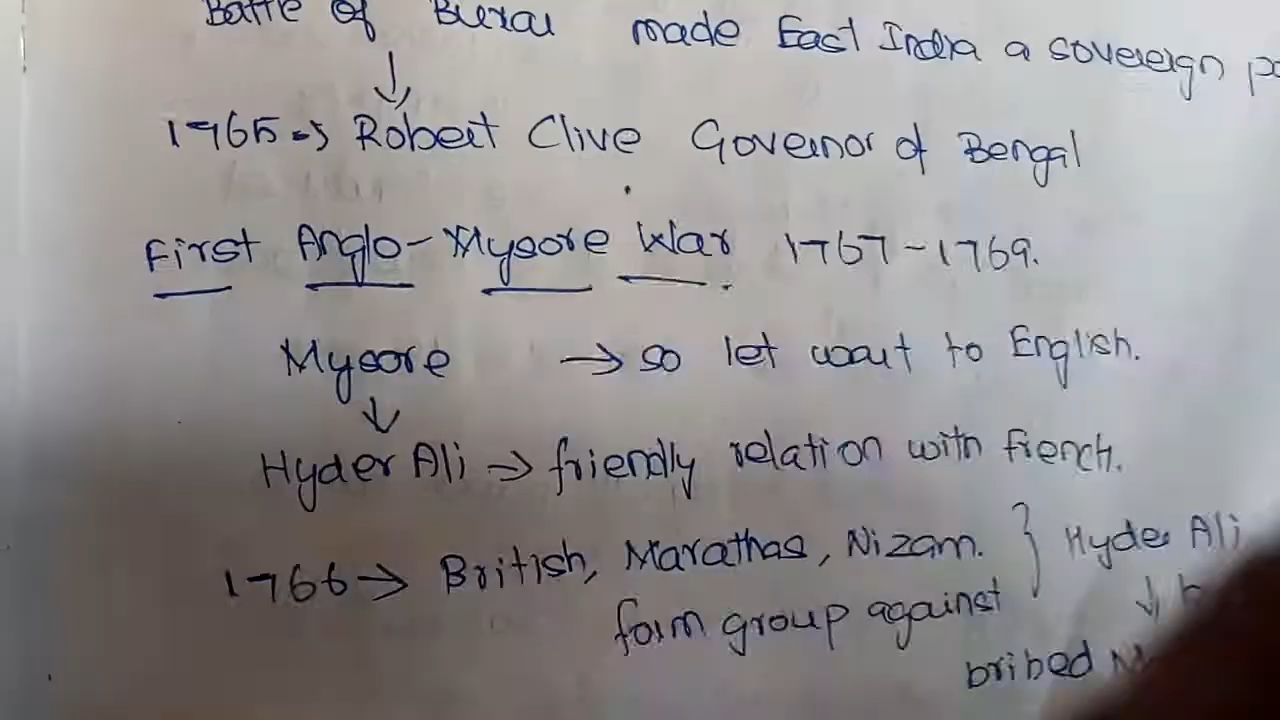 Battle of Buxar made East India a sovereign
↓
1765 => Robert Clive Governor of Bengal
First Anglo-Mysore War 1767-1769.
Mysore → so let to English.
↓
Hyder Ali => friendly relation with french.
1766 → British, Marathas, Nizam. } Hyder Ali
form group against ↓
bribed